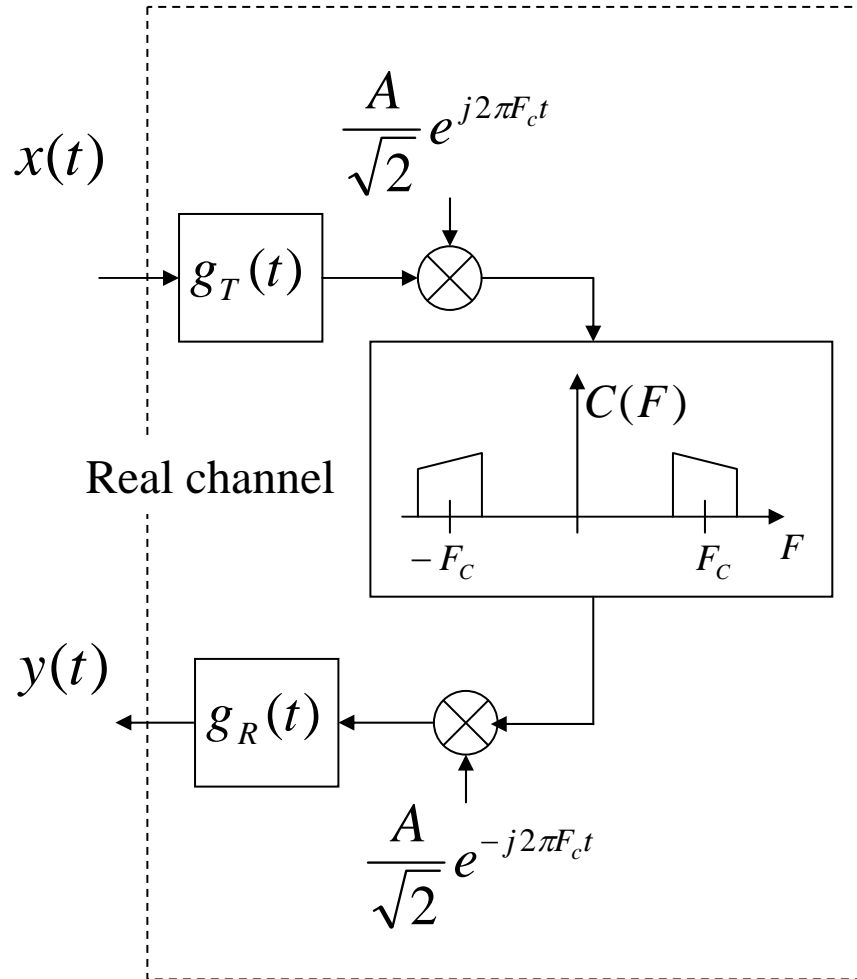 x(t)
A/√2 e^{j2πF_c t}
g_T(t)
C(F)
Real channel
− F_C
F_C
F
y(t)
g_R(t)
A/√2 e^{−j2πF_c t}